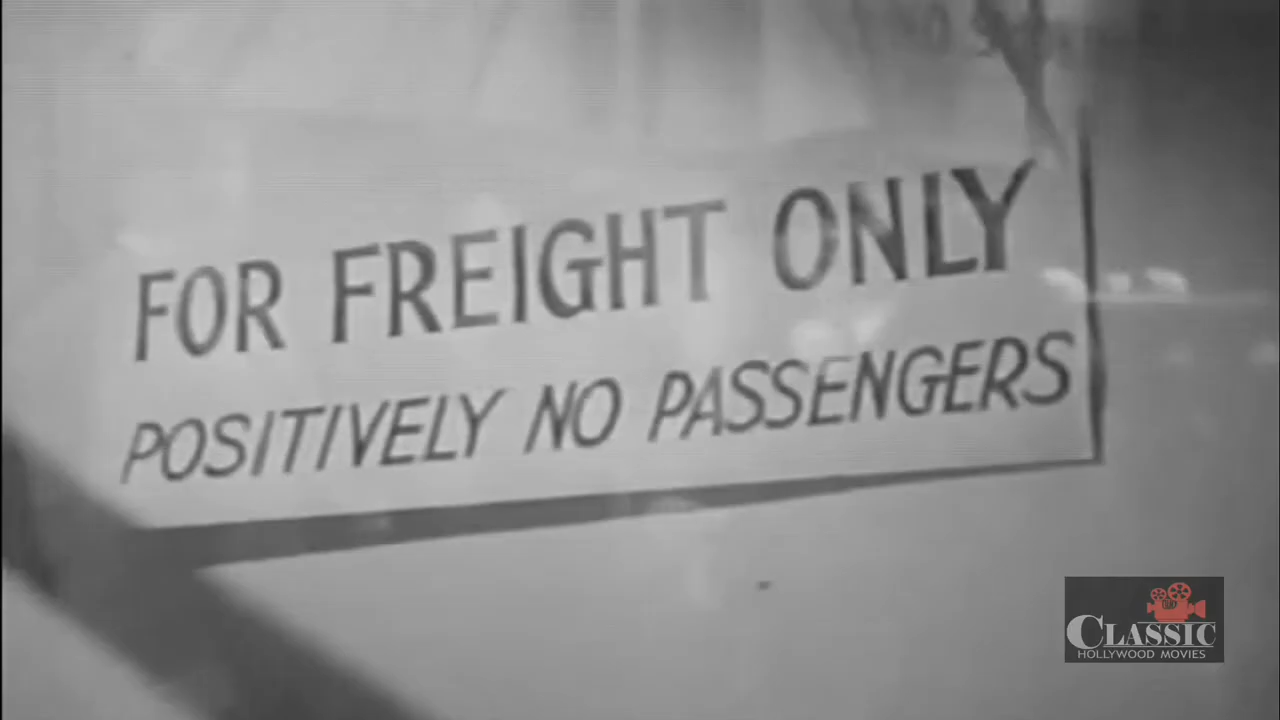 FOR FREIGHT ONLY
POSITIVELY NO PASSENGERS
CLASSIC
HOLLYWOOD MOVIES